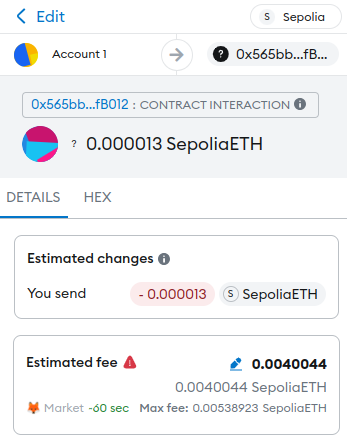 Edit
S Sepolia
Account 1
? 0x565bb...fB...
0x565bb...fB012 : CONTRACT INTERACTION
? 0.000013 SepoliaETH
DETAILS HEX
Estimated changes
You send - 0.000013 S SepoliaETH
Estimated fee 0.0040044
0.0040044 SepoliaETH
Market ~60 sec Max fee: 0.00538923 SepoliaETH